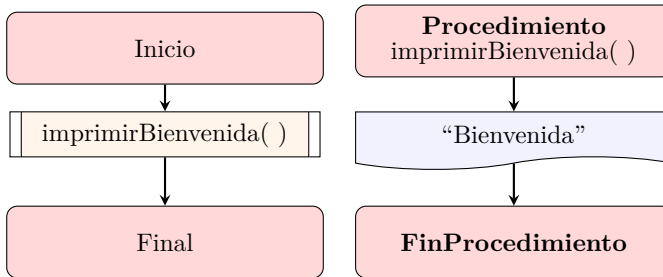 Inicio
imprimirBienvenida( )
Final
Procedimiento
imprimirBienvenida( )
“Bienvenida”
FinProcedimiento